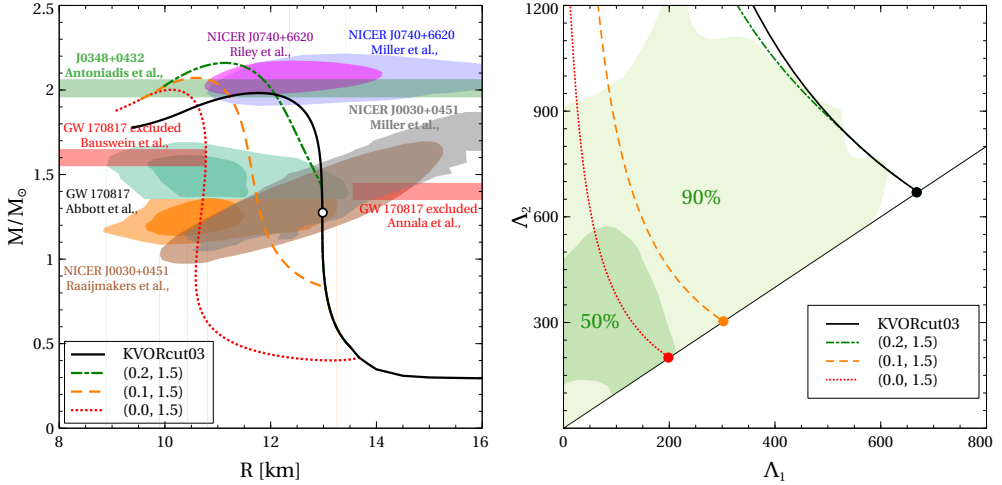 2.5
2
1.5
1
0.5
0
M/M⊙
8
10
12
14
16
R [km]
NICER J0740+6620
Riley et al.,
NICER J0740+6620
Miller et al.,
J0348+0432
Antoniadis et al.,
NICER J0030+0451
Miller et al.,
GW 170817 excluded
Bauswein et al.,
GW 170817
Abbott et al.,
GW 170817 excluded
Annala et al.,
NICER J0030+0451
Raaijmakers et al.,
KVORcut03
(0.2, 1.5)
(0.1, 1.5)
(0.0, 1.5)
1200
900
600
300
0
Λ2
0
200
400
600
800
Λ1
90%
50%
KVORcut03
(0.2, 1.5)
(0.1, 1.5)
(0.0, 1.5)